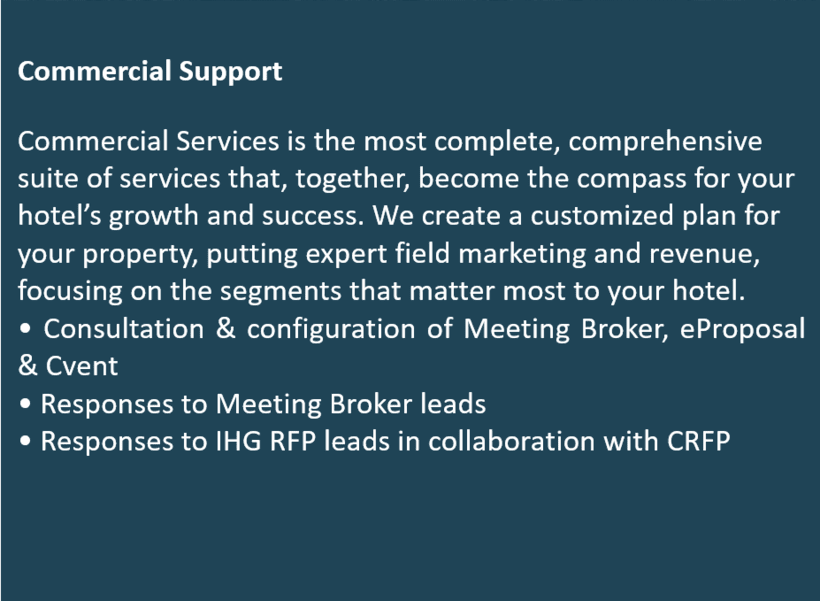 Commercial Support
Commercial Services is the most complete, comprehensive
suite of services that, together, become the compass for your
hotel’s growth and success. We create a customized plan for
your property, putting expert field marketing and revenue,
focusing on the segments that matter most to your hotel.
• Consultation & configuration of Meeting Broker, eProposal
& Cvent
• Responses to Meeting Broker leads
• Responses to IHG RFP leads in collaboration with CRFP